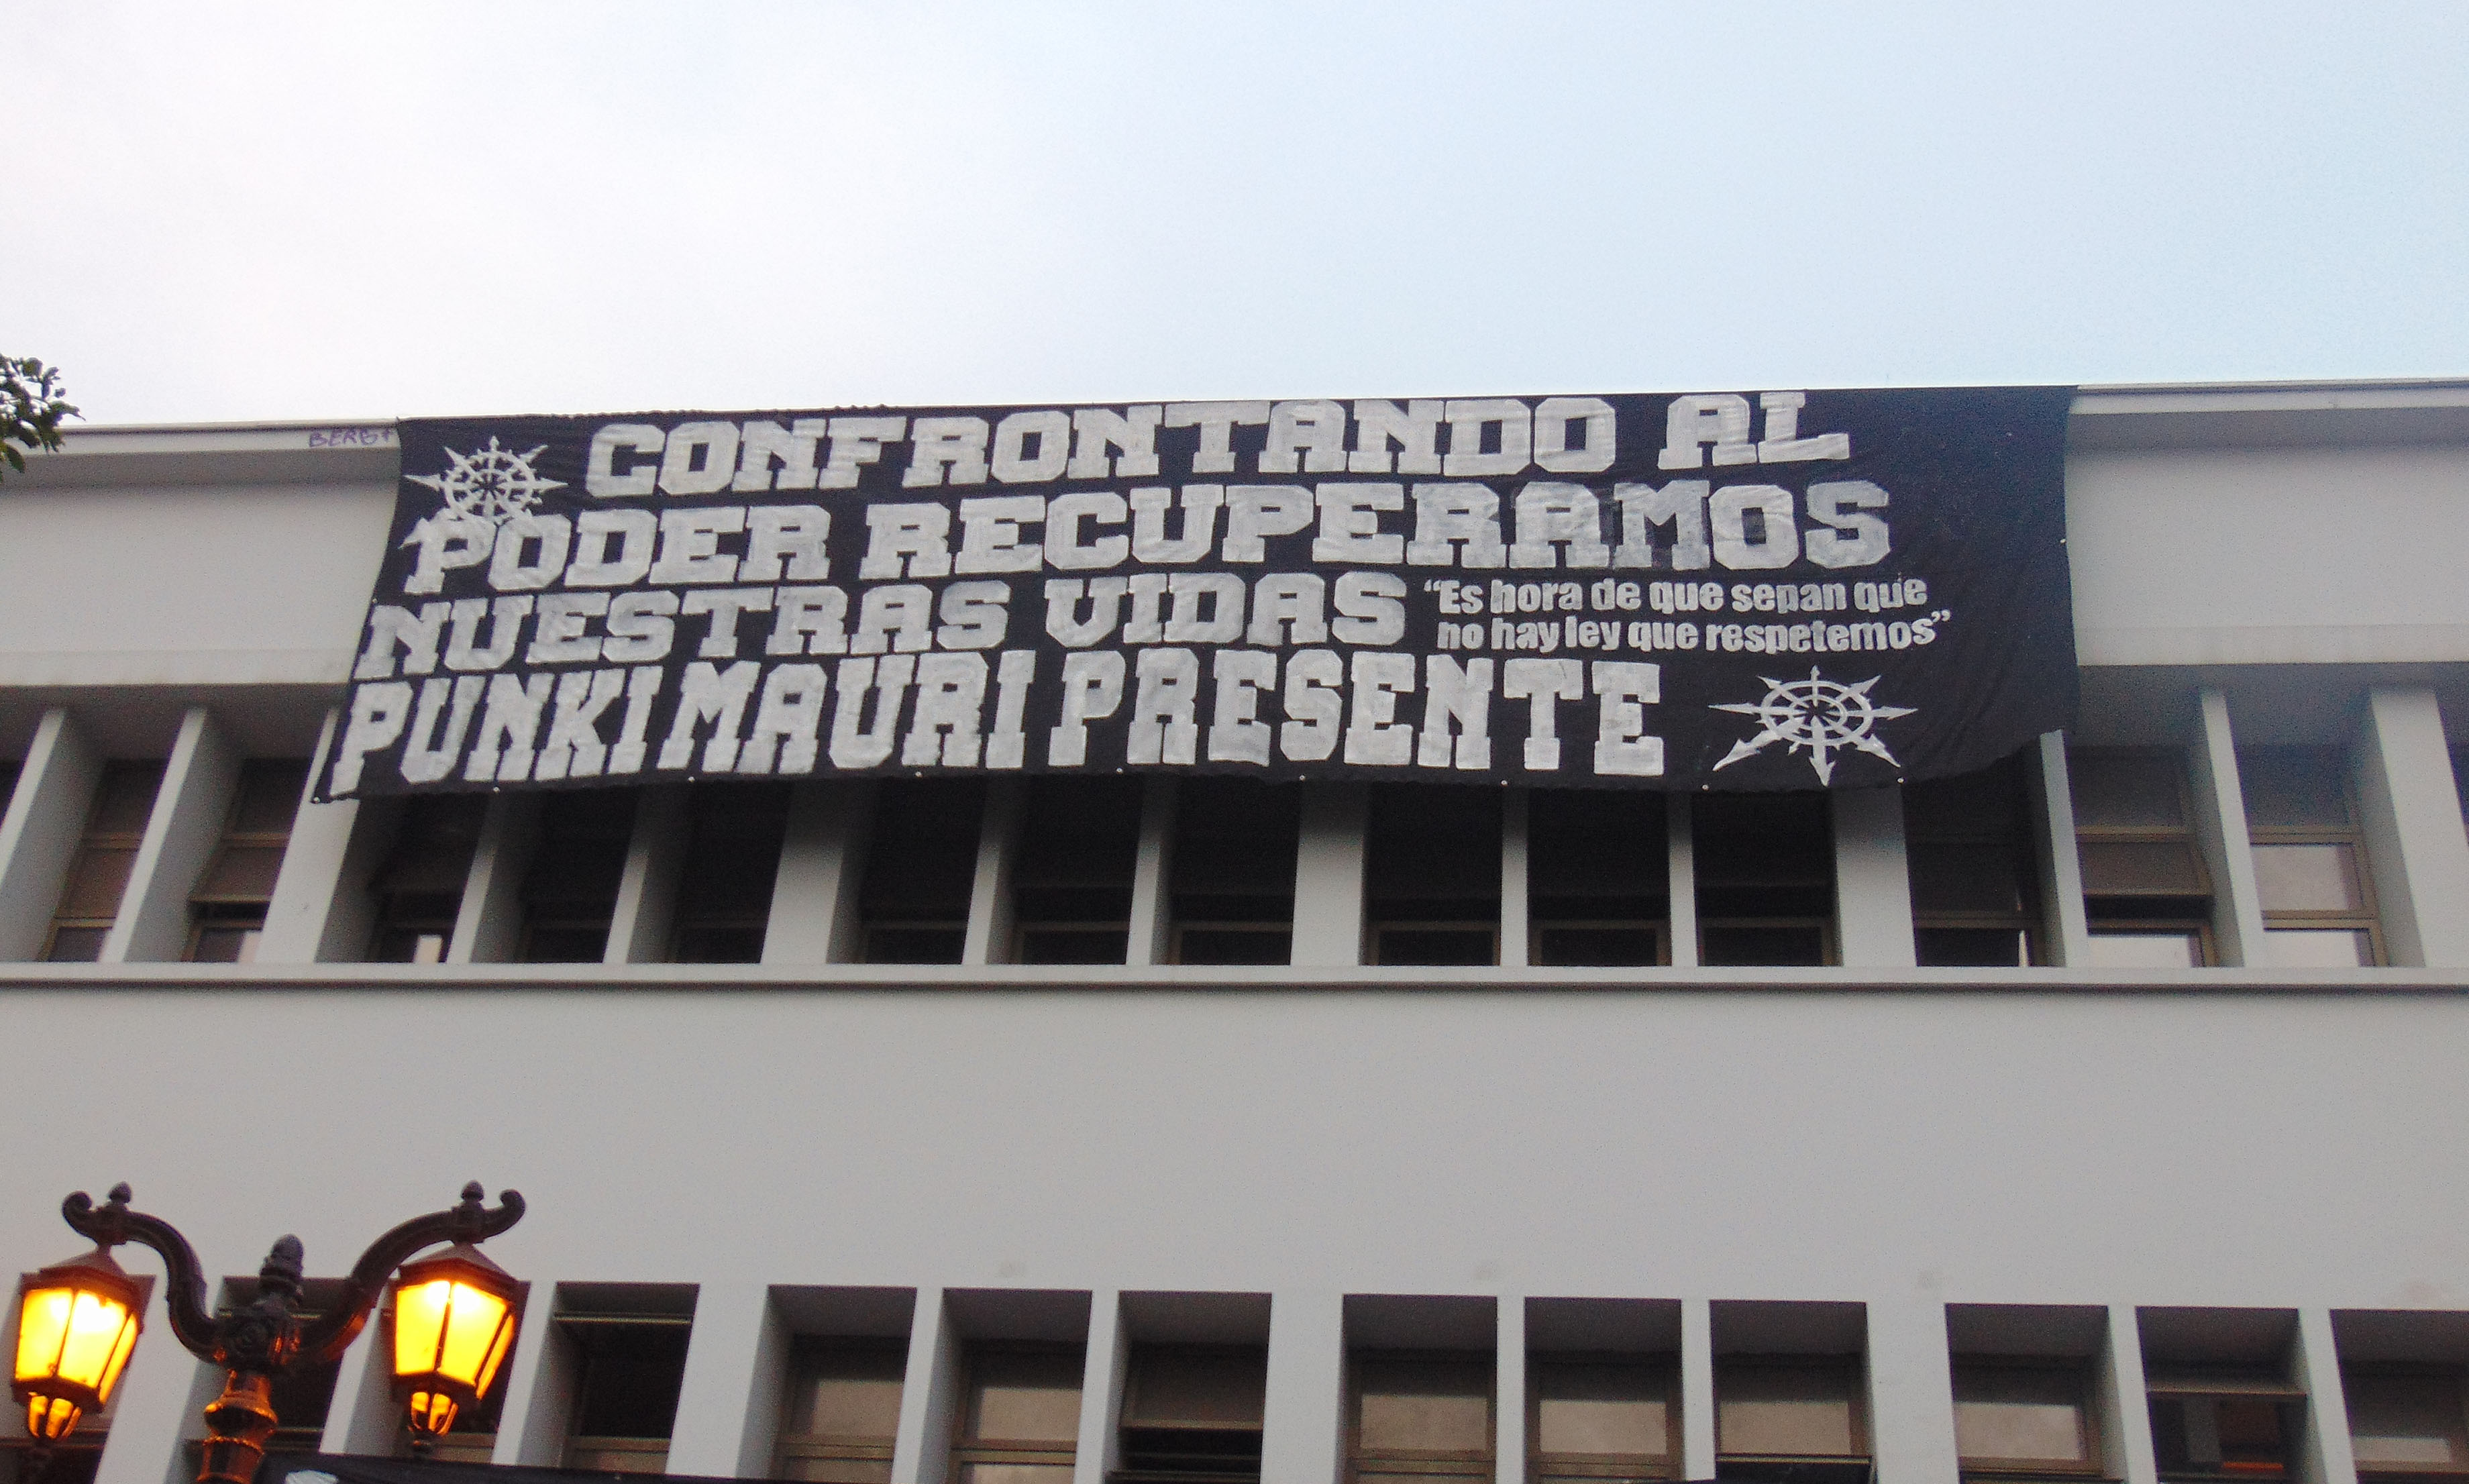 BERB
CONFRONTANDO AL
PODER RECUPERAMOS
NUESTRAS VIDAS
"Es hora de que sepan que
no hay ley que respetemos"
PUNKI MAURI PRESENTE